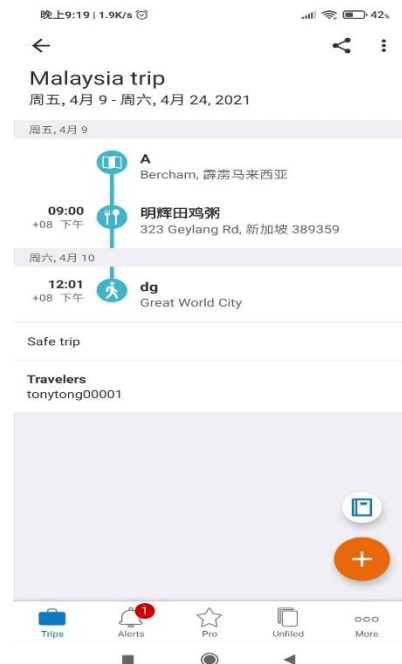 晚上9:19 | 1.9K/s
42%
Malaysia trip
周五, 4月 9 - 周六, 4月 24, 2021
周五, 4月 9
A
Bercham, 霹雳马来西亚
09:00
+08 下午
明辉田鸡粥
323 Geylang Rd, 新加坡 389359
周六, 4月 10
12:01
+08 下午
dg
Great World City
Safe trip
Travelers
tonytong00001
1
Trips
Alerts
Pro
Unfiled
More